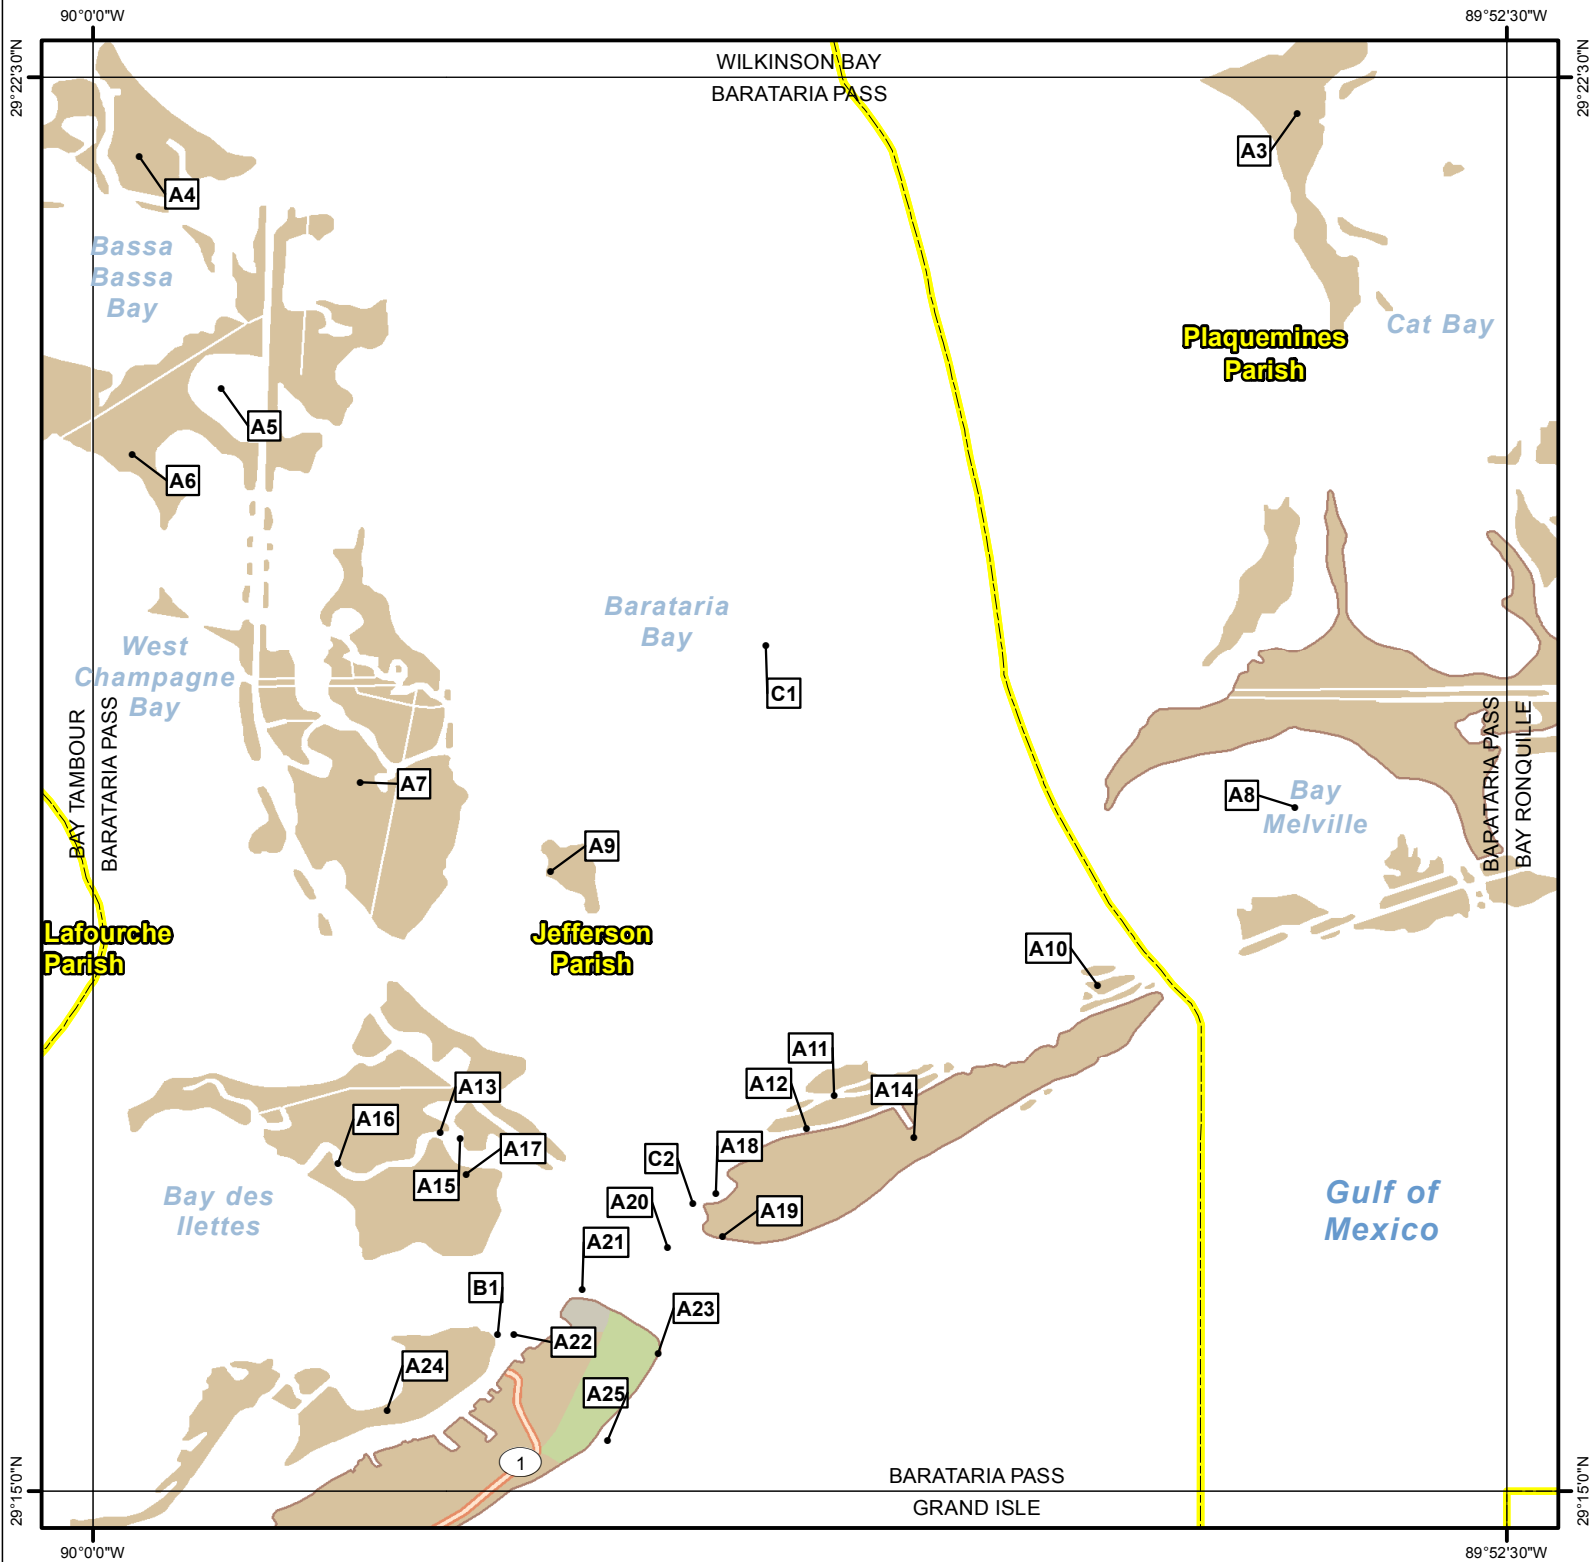 90°0'0"W
89°52'30"W
29°22'30"N
29°22'30"N
WILKINSON BAY
BARATARIA PASS
A3
A4
Bassa
Bassa
Bay
Cat Bay
Plaquemines
Parish
A5
A6
Barataria
Bay
West
Champagne
Bay
C1
BAY TAMBOUR
BARATARIA PASS
BARATARIA PASS
BAY RONQUILLE
A7
A8
Bay
Melville
A9
Lafourche
Parish
Jefferson
Parish
A10
A11
A12
A14
A13
A16
A17
A15
A18
C2
A20
A19
Bay des
Ilettes
Gulf of
Mexico
A21
B1
A23
A22
A24
A25
1
BARATARIA PASS
GRAND ISLE
29°15'0"N
29°15'0"N
90°0'0"W
89°52'30"W